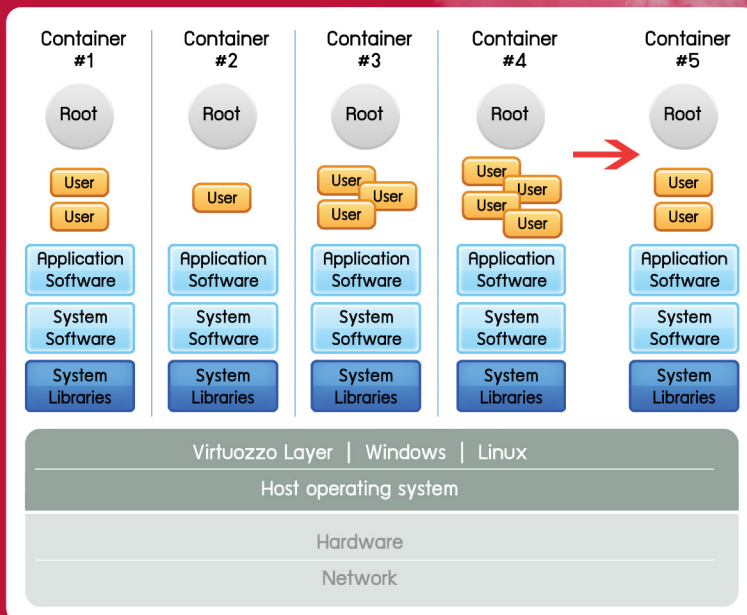 Container #1
Container #2
Container #3
Container #4
Container #5
Root
Root
Root
Root
Root
User
User
User
User
User
User
User
User
User
User
User
User
Application Software
Application Software
Application Software
Application Software
Application Software
System Software
System Software
System Software
System Software
System Software
System Libraries
System Libraries
System Libraries
System Libraries
System Libraries
Virtuozzo Layer | Windows | Linux
Host operating system
Hardware
Network